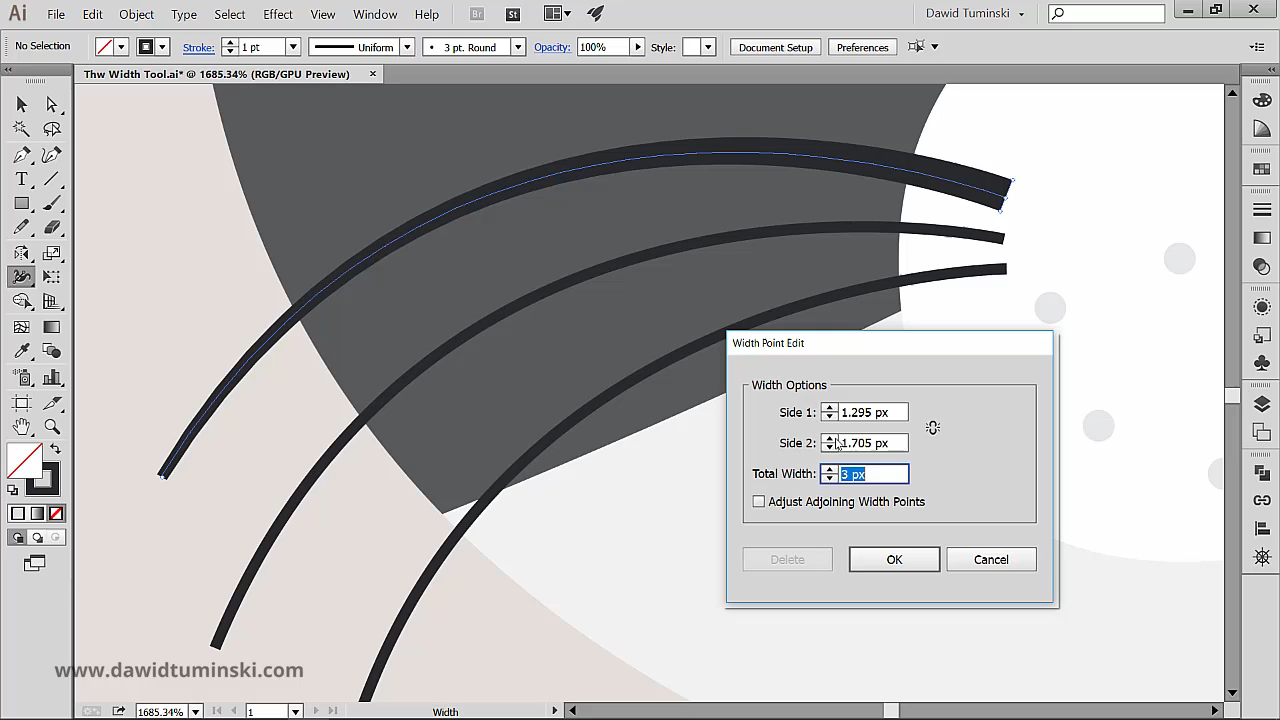 Ai File Edit Object Type Select Effect View Window Help Br St Dawid Tuminski
No Selection Stroke: 1 pt Uniform • 3 pt. Round Opacity: 100% Style: Document Setup Preferences
Thw Width Tool.ai* @ 1685.34% (RGB/GPU Preview) ×
T
Width Point Edit
Width Options
Side 1: 1.295 px
Side 2: 1.705 px
Total Width: 3 px
Adjust Adjoining Width Points
Delete OK Cancel
www.dawidtuminski.com
1685.34% 1 Width